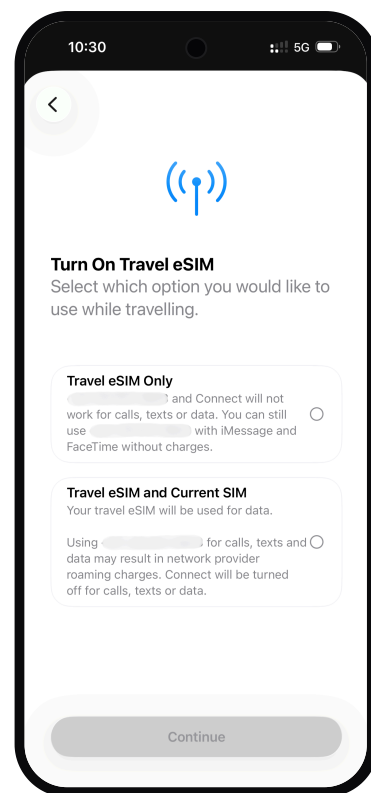 10:30
5G
Turn On Travel eSIM
Select which option you would like to
use while travelling.
Travel eSIM Only
and Connect will not
work for calls, texts or data. You can still
use with iMessage and
FaceTime without charges.
Travel eSIM and Current SIM
Your travel eSIM will be used for data.
Using for calls, texts and
data may result in network provider
roaming charges. Connect will be turned
off for calls, texts or data.
Continue